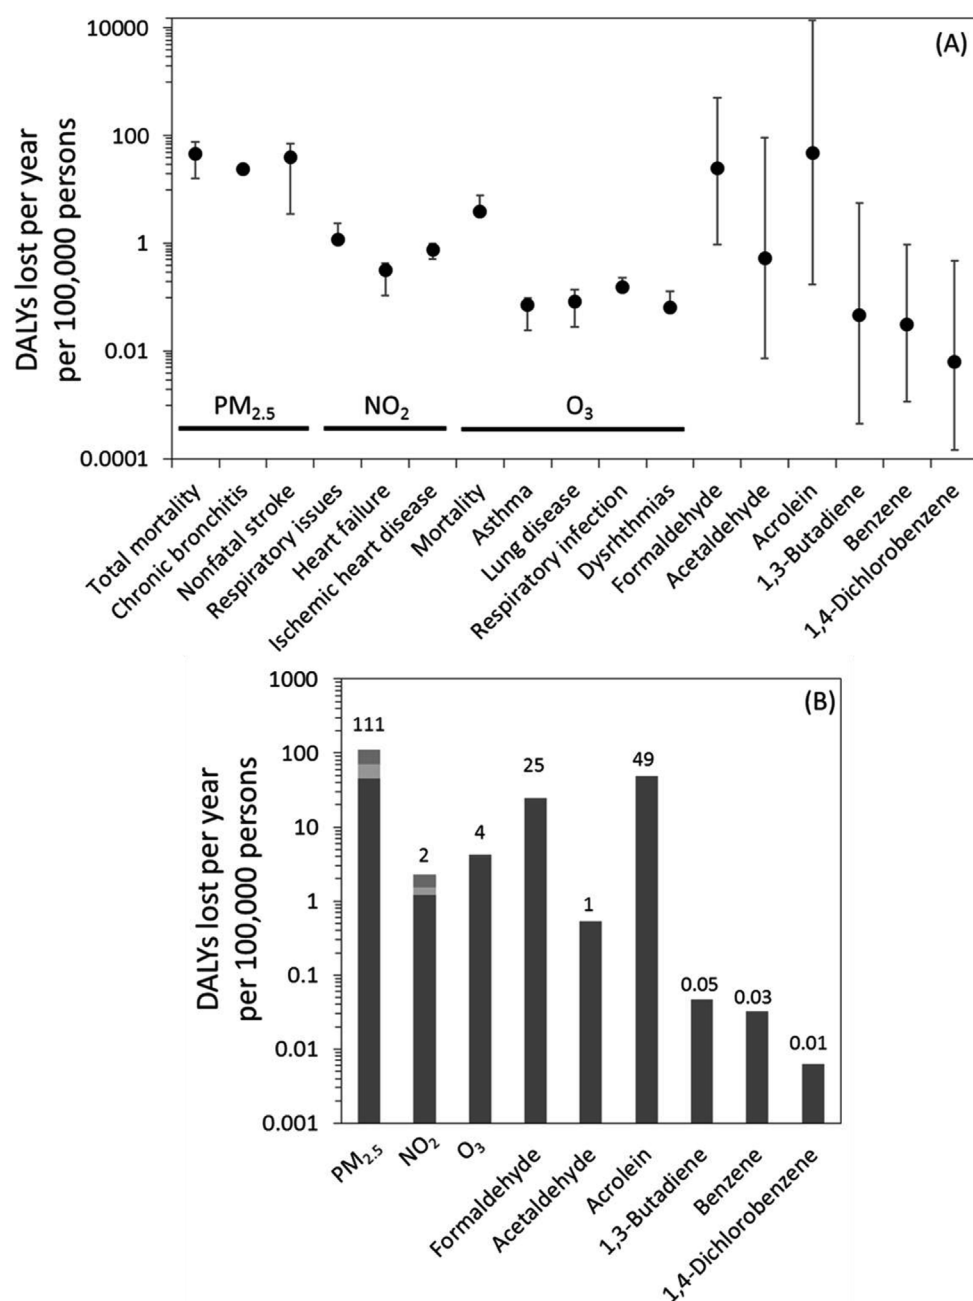 (A)
DALYs lost per year
per 100,000 persons
10000
100
1
0.01
0.0001
PM2.5
NO2
O3
Total mortality
Chronic bronchitis
Nonfatal stroke
Respiratory issues
Heart failure
Ischemic heart disease
Mortality
Asthma
Lung disease
Respiratory infection
Dysrhthmias
Formaldehyde
Acetaldehyde
Acrolein
1,3-Butadiene
Benzene
1,4-Dichlorobenzene
(B)
DALYs lost per year
per 100,000 persons
1000
100
10
1
0.1
0.01
0.001
111
2
4
25
1
49
0.05
0.03
0.01
PM2.5
NO2
O3
Formaldehyde
Acetaldehyde
Acrolein
1,3-Butadiene
Benzene
1,4-Dichlorobenzene